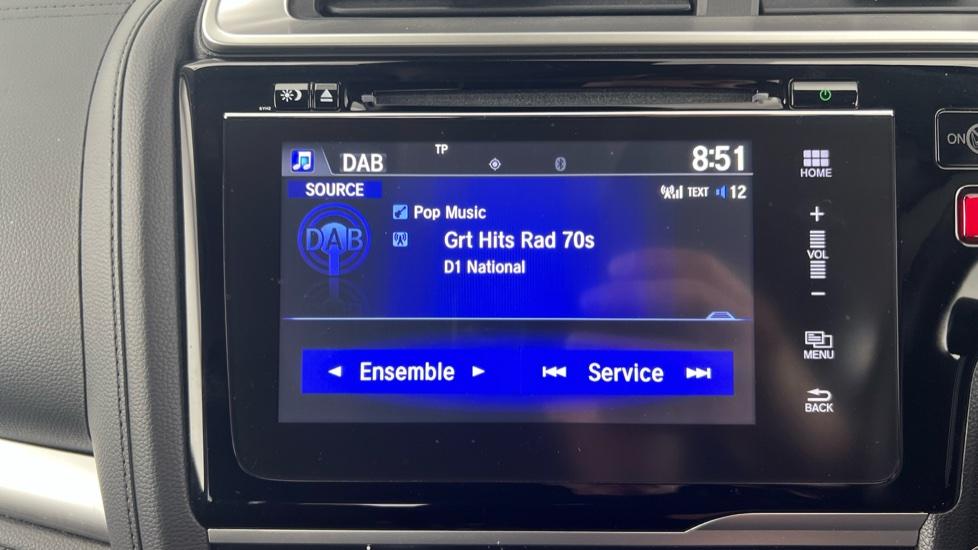 DAB
TP
8:51
HOME
SOURCE
TEXT
12
DAB
Pop Music
Grt Hits Rad 70s
D1 National
+
VOL
−
Ensemble
Service
MENU
BACK
ON